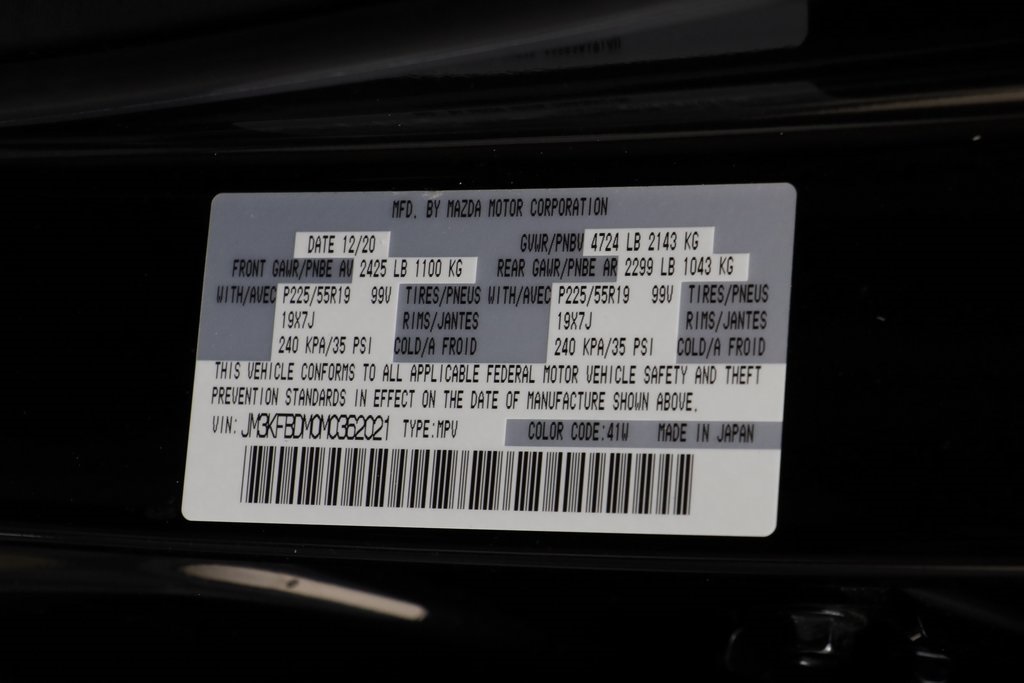 MFD. BY MAZDA MOTOR CORPORATION
DATE 12/20 GVWR/PNBV 4724 LB 2143 KG
FRONT GAWR/PNBE AV 2425 LB 1100 KG REAR GAWR/PNBE AR 2299 LB 1043 KG
WITH/AVEC P225/55R19 99V TIRES/PNEUS WITH/AVEC P225/55R19 99V TIRES/PNEUS
19X7J RIMS/JANTES 19X7J RIMS/JANTES
240 KPA/35 PSI COLD/A FROID 240 KPA/35 PSI COLD/A FROID
THIS VEHICLE CONFORMS TO ALL APPLICABLE FEDERAL MOTOR VEHICLE SAFETY AND THEFT
PREVENTION STANDARDS IN EFFECT ON THE DATE OF MANUFACTURE SHOWN ABOVE.
VIN: JM3KFBDM0M0362021 TYPE:MPV COLOR CODE:41W MADE IN JAPAN